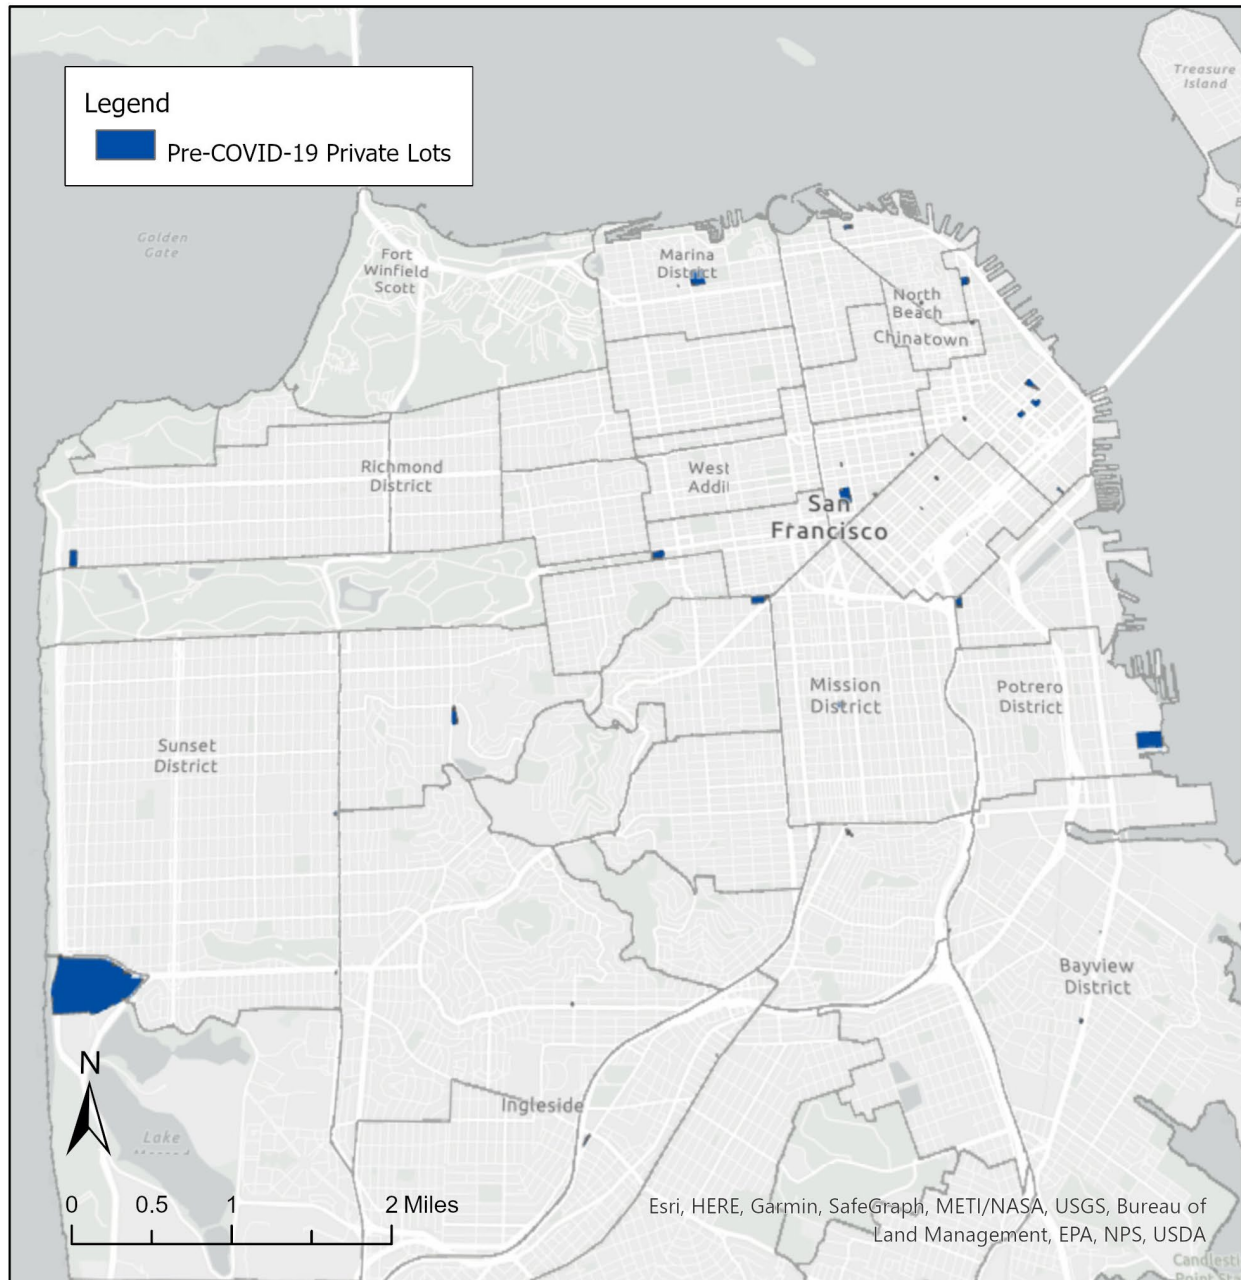 Legend
Pre-COVID-19 Private Lots
Treasure
Island
Golden
Gate
Fort
Winfield
Scott
Marina
District
North
Beach
Chinatown
Richmond
District
West
Addi
San
Francisco
Mission
District
Potrero
District
Sunset
District
Bayview
District
Ingleside
N
Lake
0 0.5 1 2 Miles
Esri, HERE, Garmin, SafeGraph, METI/NASA, USGS, Bureau of
Land Management, EPA, NPS, USDA
Candlesti